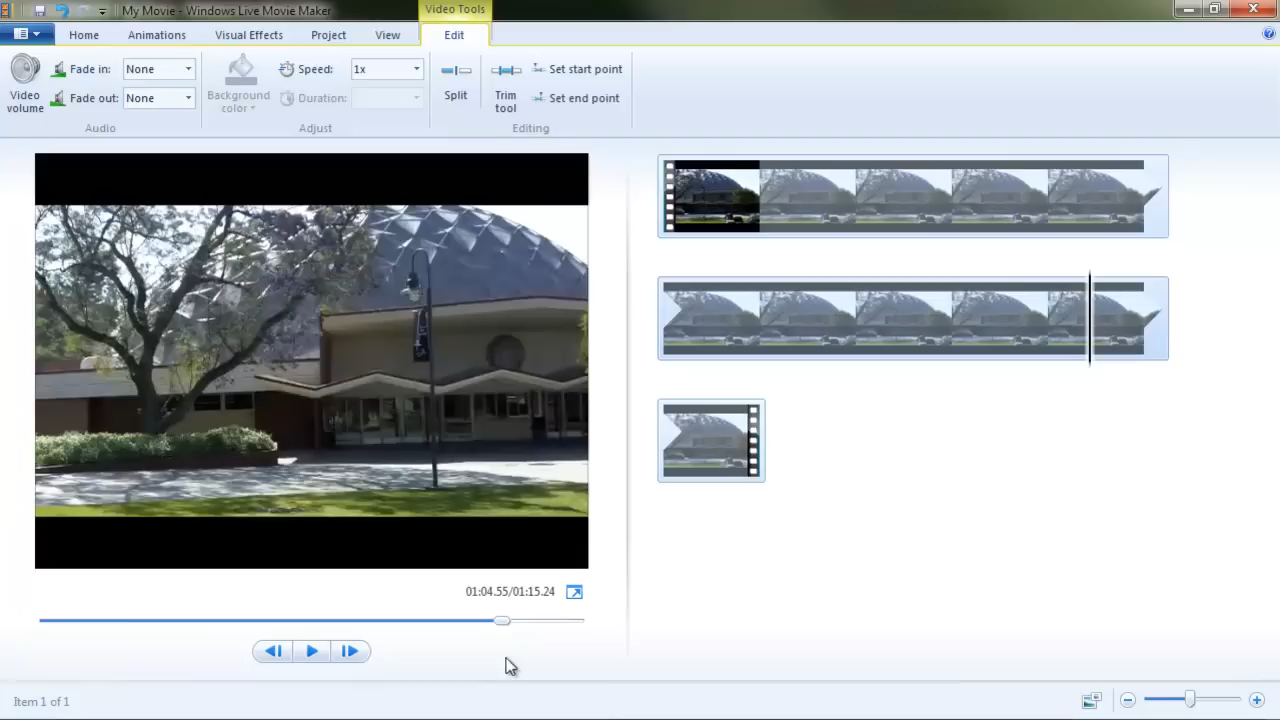 My Movie - Windows Live Movie Maker
Video Tools
Home
Animations
Visual Effects
Project
View
Edit
Video volume
Fade in:
None
Fade out:
None
Background color
Speed:
1x
Duration:
Split
Trim tool
Set start point
Set end point
Audio
Adjust
Editing
01:04.55/01:15.24
Item 1 of 1